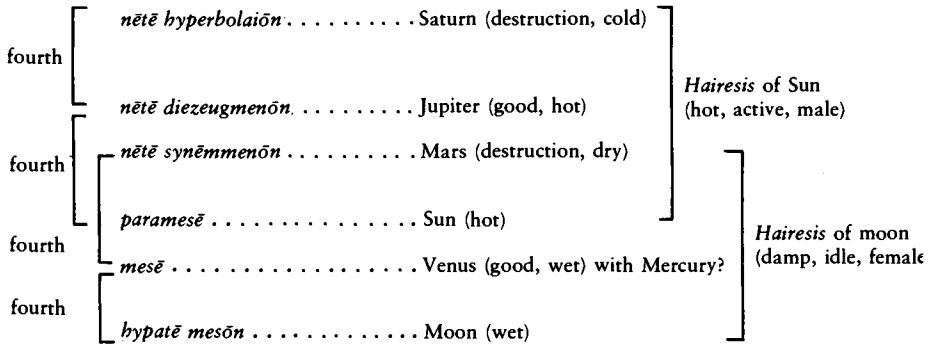 nētē hyperbolaiōn . . . . . . . . . . Saturn (destruction, cold)
fourth
Hairesis of Sun
nētē diezeugmenōn . . . . . . . . . Jupiter (good, hot)
(hot, active, male)
nētē synēmmenōn . . . . . . . . . . Mars (destruction, dry)
fourth
paramesē . . . . . . . . . . . . . . . . Sun (hot)
Hairesis of moon
fourth
(damp, idle, female
mesē . . . . . . . . . . . . . . . . . . . Venus (good, wet) with Mercury?
fourth
hypatē mesōn . . . . . . . . . . . . . Moon (wet)